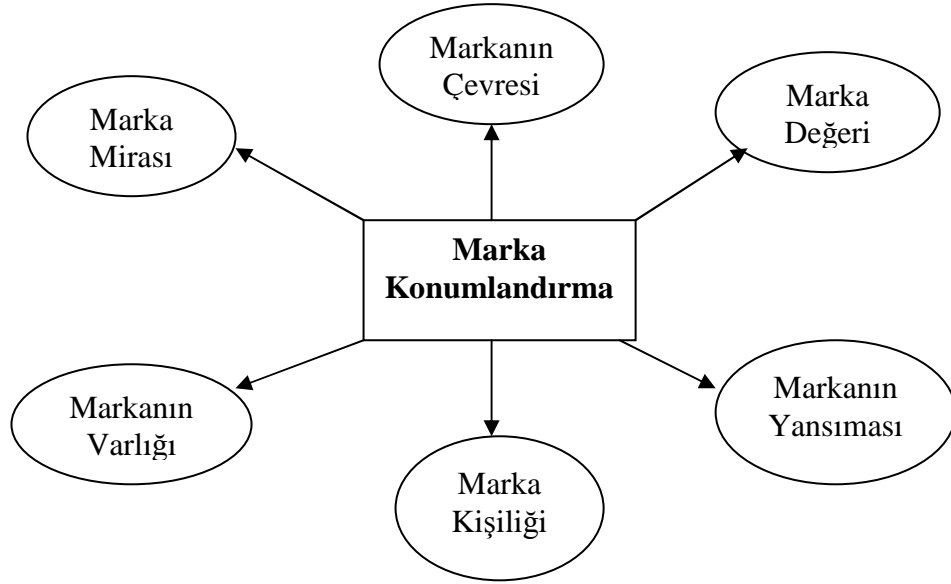 Markanın
Çevresi
Marka
Mirası
Marka
Değeri
Marka
Konumlandırma
Markanın
Varlığı
Markanın
Yansıması
Marka
Kişiliği